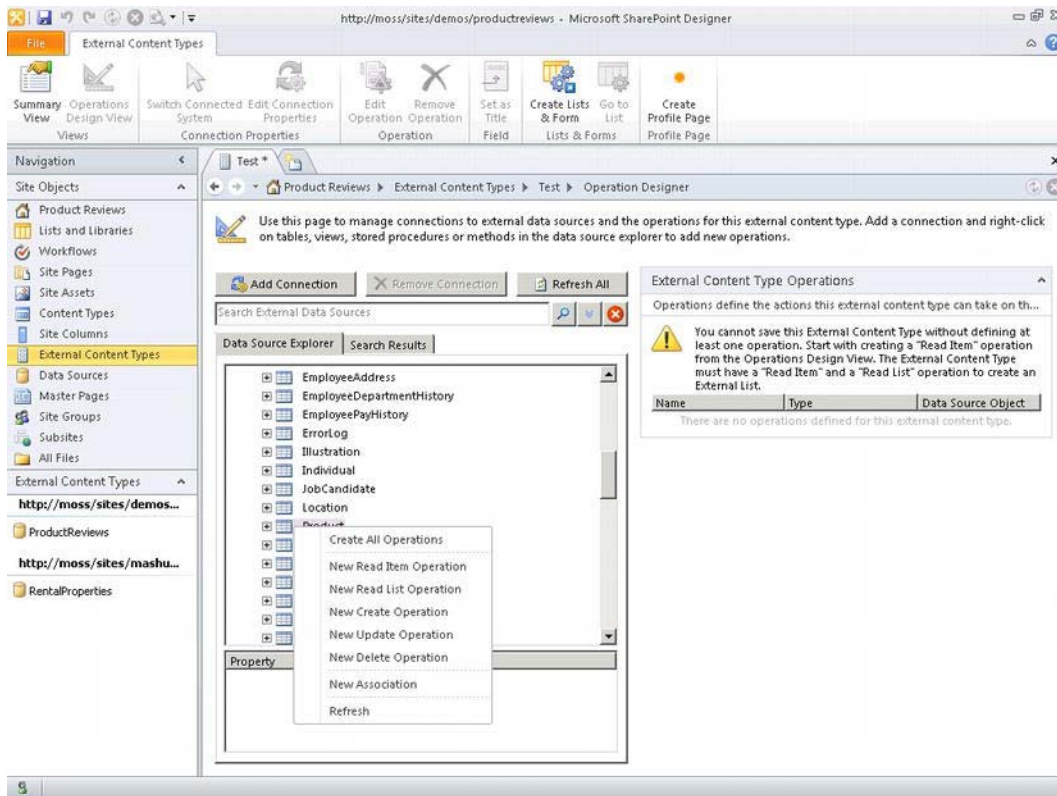 http://moss/sites/demos/productreviews - Microsoft SharePoint Designer
File
External Content Types
Summary View
Operations Design View
Views
Switch Connected System
Edit Connection Properties
Connection Properties
Edit Operation
Remove Operation
Operation
Set as Title
Field
Create Lists & Form
Go to List
Lists & Forms
Create Profile Page
Profile Page
Navigation
Site Objects
Product Reviews
Lists and Libraries
Workflows
Site Pages
Site Assets
Content Types
Site Columns
External Content Types
Data Sources
Master Pages
Site Groups
Subsites
All Files
External Content Types
http://moss/sites/demos...
ProductReviews
http://moss/sites/mashu...
RentalProperties
Test *
Product Reviews
External Content Types
Test
Operation Designer
Use this page to manage connections to external data sources and the operations for this external content type. Add a connection and right-click
on tables, views, stored procedures or methods in the data source explorer to add new operations.
Add Connection
Remove Connection
Refresh All
Search External Data Sources
Data Source Explorer
Search Results
EmployeeAddress
EmployeeDepartmentHistory
EmployeePayHistory
ErrorLog
Illustration
Individual
JobCandidate
Location
Product
Create All Operations
New Read Item Operation
New Read List Operation
New Create Operation
New Update Operation
New Delete Operation
New Association
Refresh
Property
External Content Type Operations
Operations define the actions this external content type can take on th...
You cannot save this External Content Type without defining at
least one operation. Start with creating a "Read Item" operation
from the Operations Design View. The External Content Type
must have a "Read Item" and a "Read List" operation to create an
External List.
Name
Type
Data Source Object
There are no operations defined for this external content type.